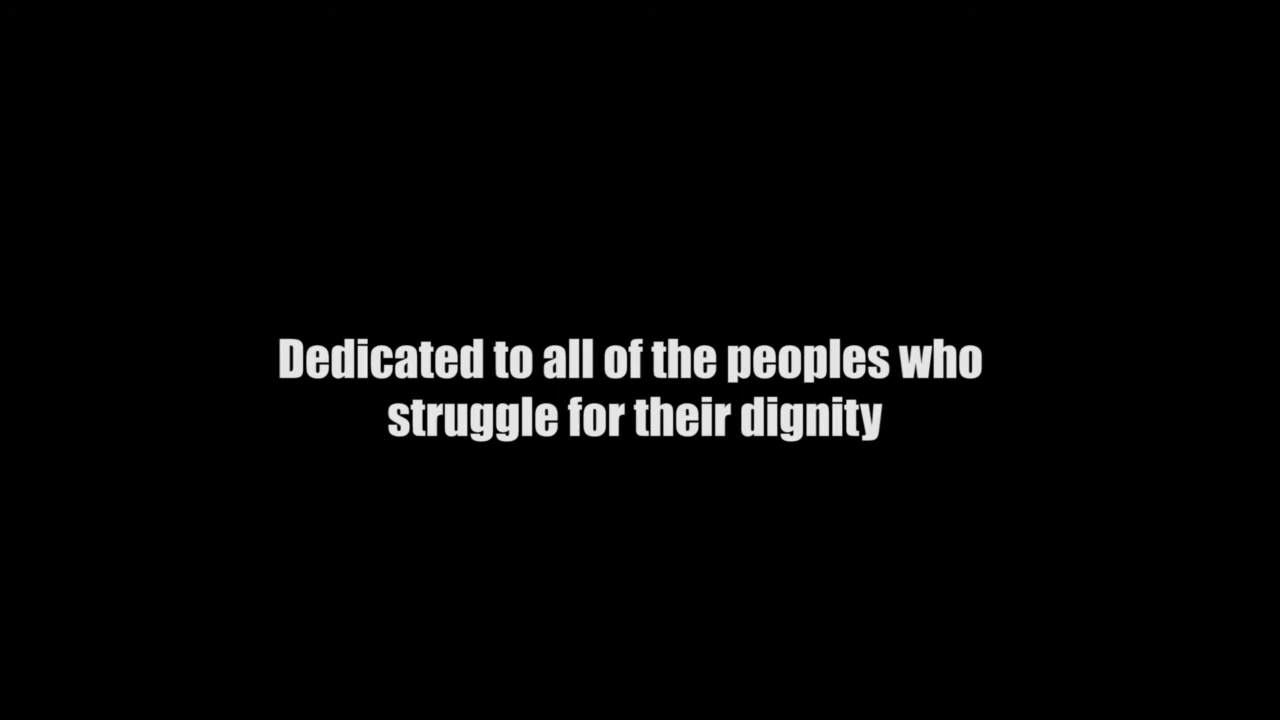 Dedicated to all of the peoples who
struggle for their dignity